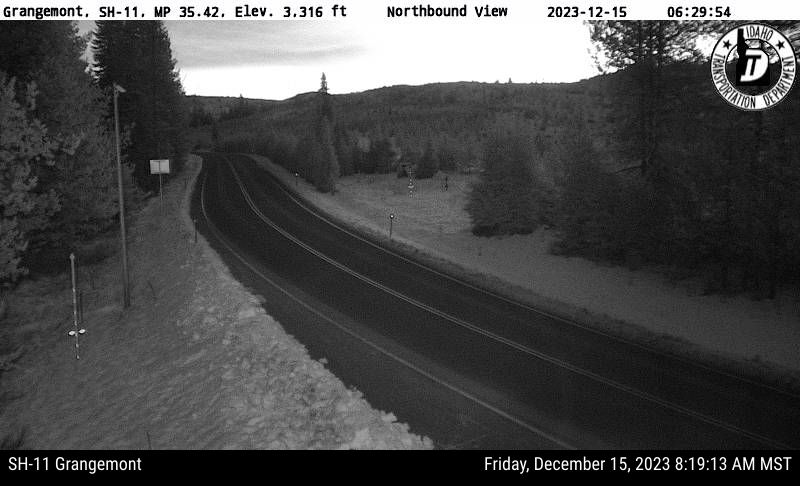 Grangemont, SH-11, MP 35.42, Elev. 3,316 ft Northbound View 2023-12-15 06:29:54
IDAHO
TRANSPORTATION DEPARTMENT
SH-11 Grangemont Friday, December 15, 2023 8:19:13 AM MST